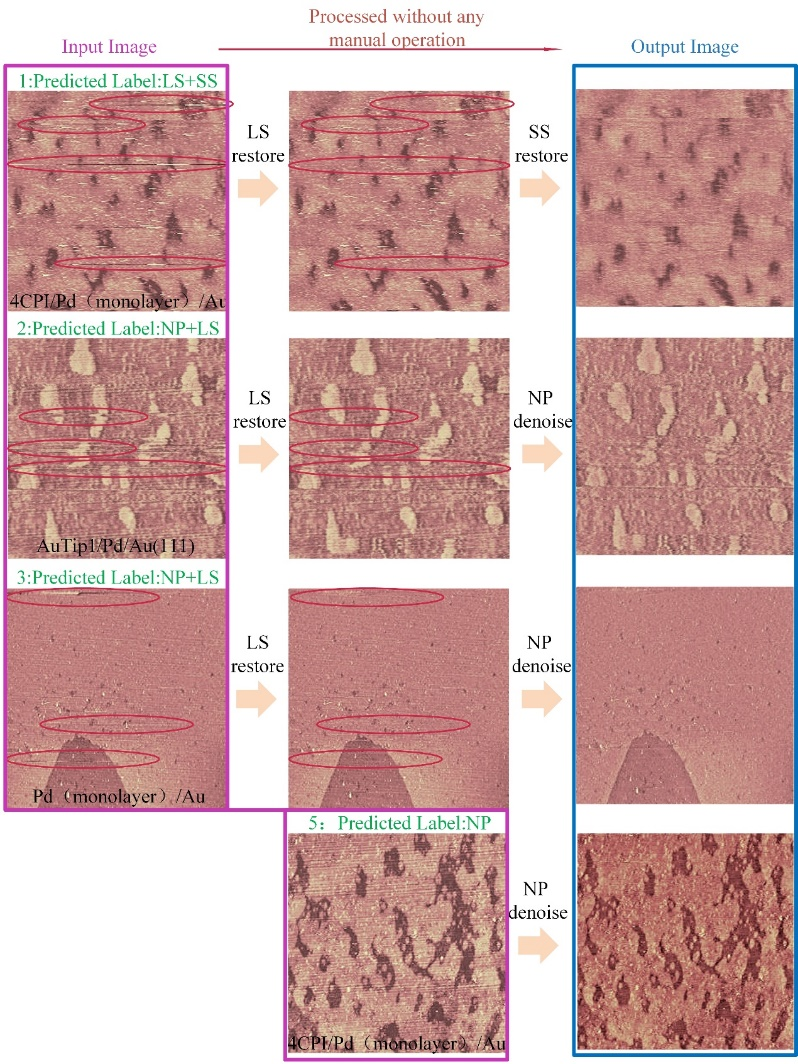 Processed without any
manual operation
Input Image
Output Image
1:Predicted Label:LS+SS
LS
restore
SS
restore
4CPI/Pd（monolayer）/Au
2:Predicted Label:NP+LS
LS
restore
NP
denoise
AuTip1/Pd/Au(111)
3:Predicted Label:NP+LS
LS
restore
NP
denoise
Pd（monolayer）/Au
5：Predicted Label:NP
NP
denoise
4CPI/Pd（monolayer）/Au